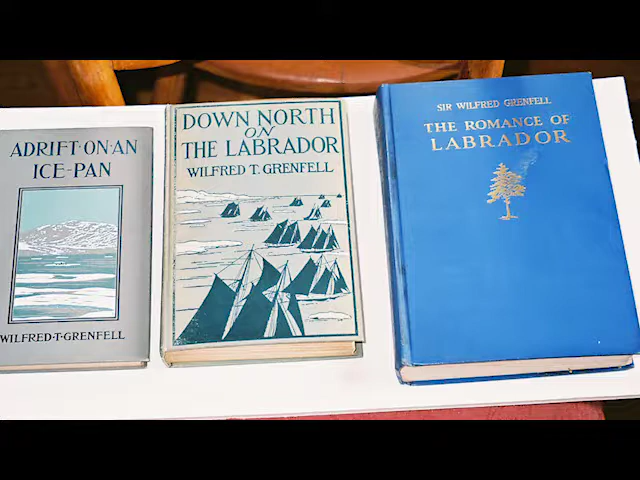 ADRIFT·ON·AN
ICE-PAN
WILFRED·T·GRENFELL
DOWN NORTH
ON
THE LABRADOR
WILFRED T. GRENFELL
SIR WILFRED GRENFELL
THE ROMANCE OF
LABRADOR